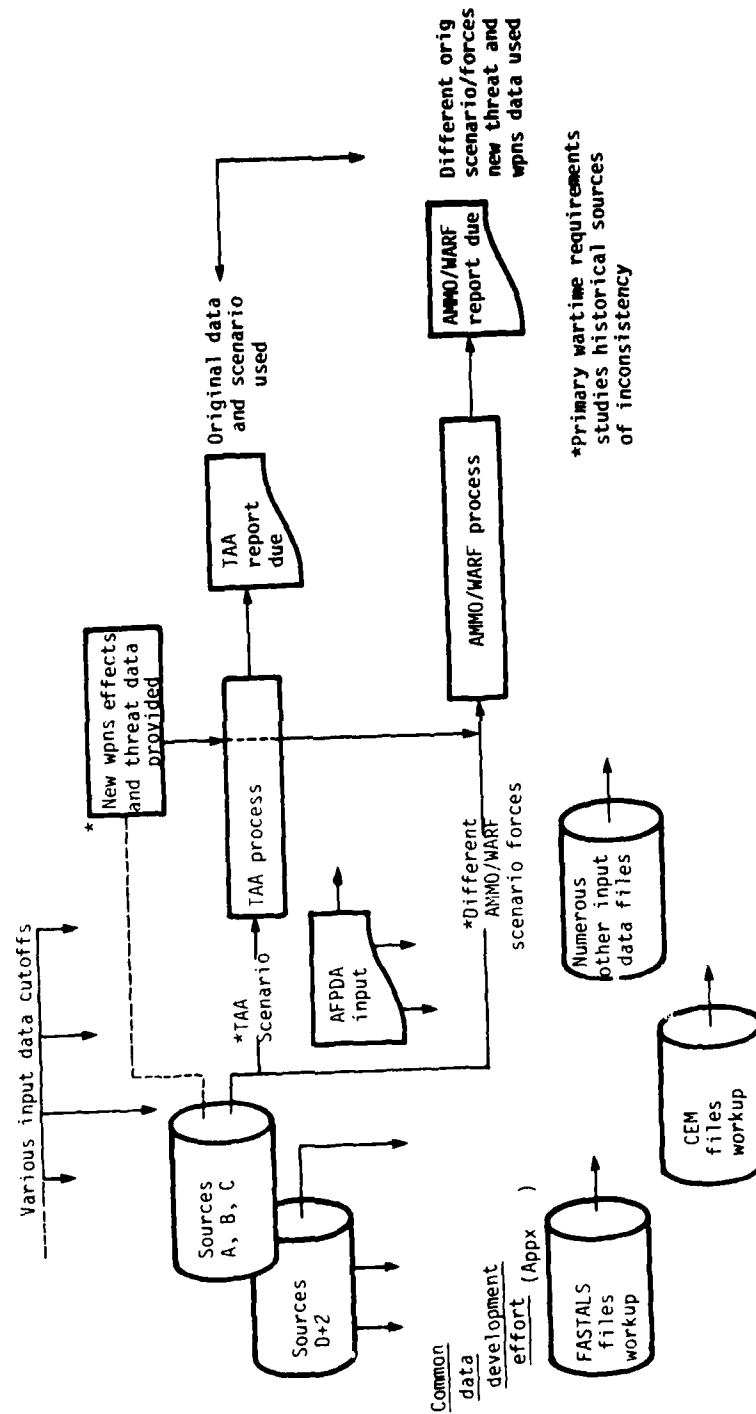 Various input data cutoffs
*
New wpns effects
and threat data
provided
Sources
A, B, C
Sources
D+2
*TAA
Scenario
TAA process
TAA
report
due
Original data
and scenario
used
AFPDA
input
*Different
AMMO/WARF
scenario forces
AMMO/WARF process
AMMO/WARF
report due
Different orig
scenario/forces
new threat and
wpns data used
Common
data
development
effort (Appx )
FASTALS
files
workup
CEM
files
workup
Numerous
other input
data files
*Primary wartime requirements
studies historical sources
of inconsistency